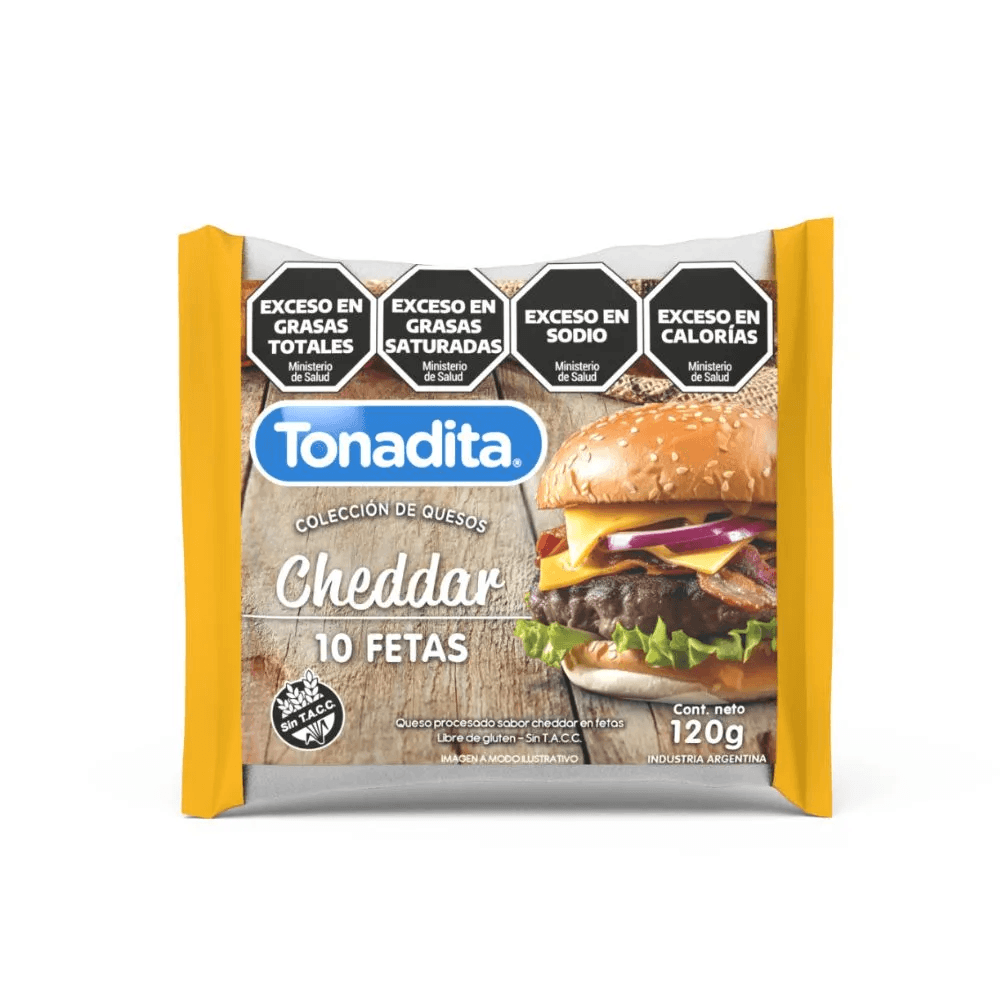 EXCESO EN
GRASAS
TOTALES
Ministerio
de Salud
EXCESO EN
GRASAS
SATURADAS
Ministerio
de Salud
EXCESO EN
SODIO
Ministerio
de Salud
EXCESO EN
CALORÍAS
Ministerio
de Salud
Tonadita®
COLECCIÓN DE QUESOS
Cheddar
10 FETAS
Sin T.A.C.C.
Queso procesado sabor cheddar en fetas
Libre de gluten – Sin T.A.C.C.
IMAGEN A MODO ILUSTRATIVO
Cont. neto
120g
INDUSTRIA ARGENTINA